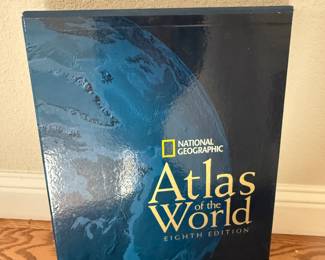 NATIONAL
GEOGRAPHIC
Atlas
of the
World
EIGHTH EDITION